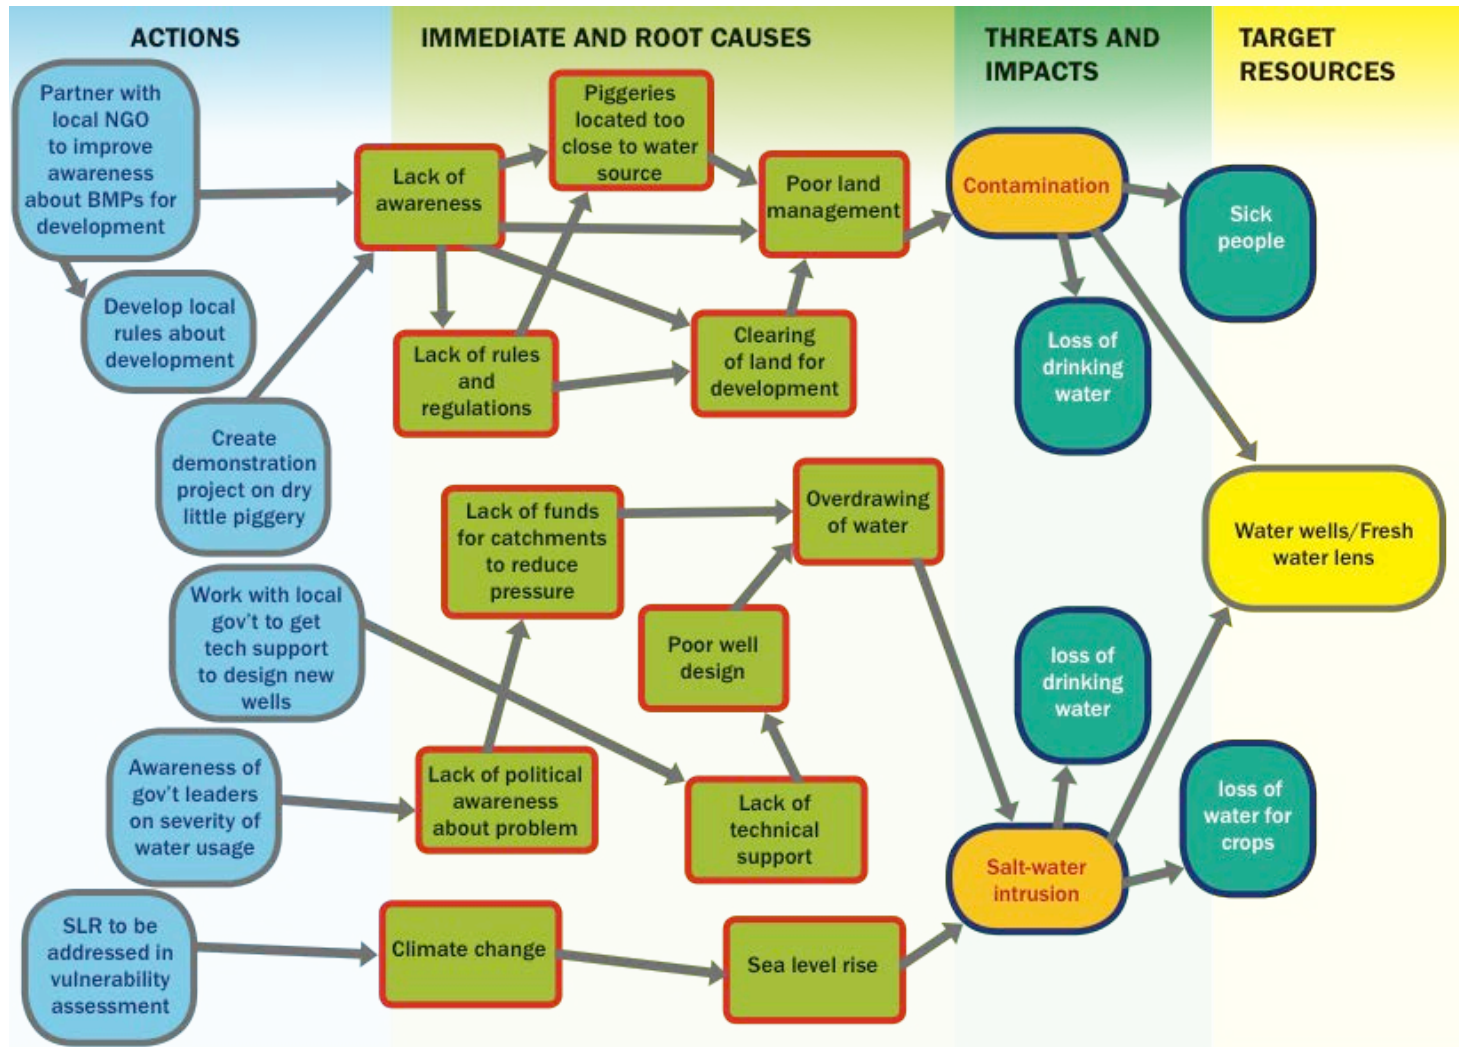 ACTIONS
IMMEDIATE AND ROOT CAUSES
THREATS AND
IMPACTS
TARGET
RESOURCES
Partner with
local NGO
to improve
awareness
about BMPs for
development
Develop local
rules about
development
Create
demonstration
project on dry
little piggery
Work with local
gov't to get
tech support
to design new
wells
Awareness of
gov't leaders
on severity of
water usage
SLR to be
addressed in
vulnerability
assessment
Lack of
awareness
Piggeries
located too
close to water
source
Poor land
management
Lack of rules
and
regulations
Clearing
of land for
development
Lack of funds
for catchments
to reduce
pressure
Overdrawing
of water
Poor well
design
Lack of political
awareness
about problem
Lack of
technical
support
Climate change
Sea level rise
Contamination
Sick
people
Loss of
drinking
water
loss of
drinking
water
Salt-water
intrusion
loss of
water for
crops
Water wells/Fresh
water lens